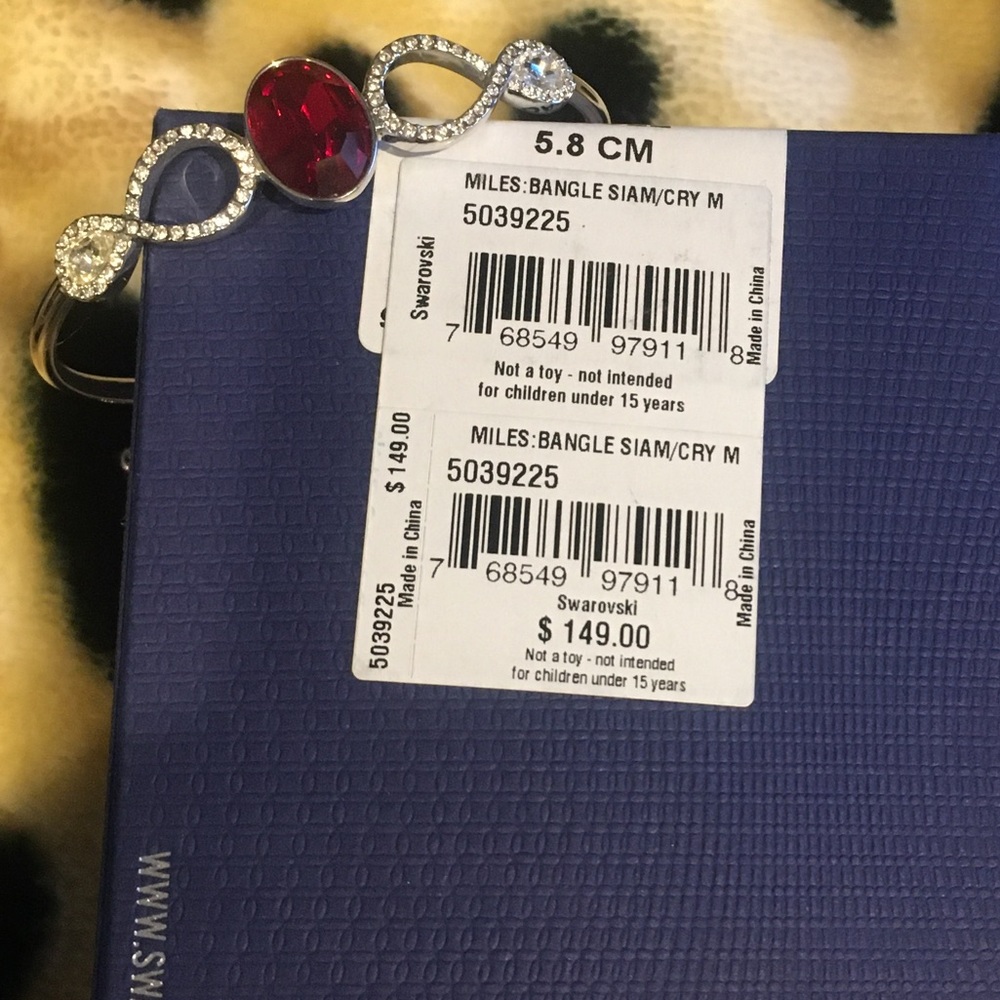 5.8 CM
MILES:BANGLE SIAM/CRY M
5039225
Swarovski
7 68549 97911 8
Made in China
Not a toy - not intended
for children under 15 years
MILES:BANGLE SIAM/CRY M
5039225
$ 149.00
Made in China
5039225
7 68549 97911 8
Made in China
Swarovski
$ 149.00
Not a toy - not intended
for children under 15 years
WWW.SW